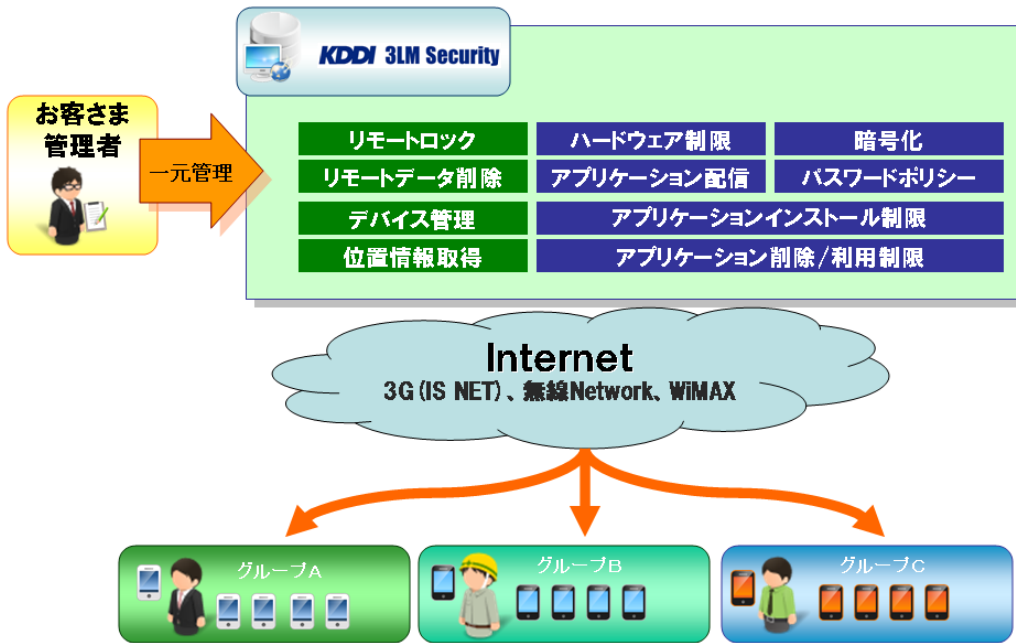 KDDI 3LM Security
お客さま
管理者
一元管理
リモートロック
ハードウェア制限
暗号化
リモートデータ削除
アプリケーション配信
パスワードポリシー
デバイス管理
アプリケーションインストール制限
位置情報取得
アプリケーション削除/利用制限
Internet
3G(IS NET)、無線Network、WiMAX
グループA
グループB
グループC